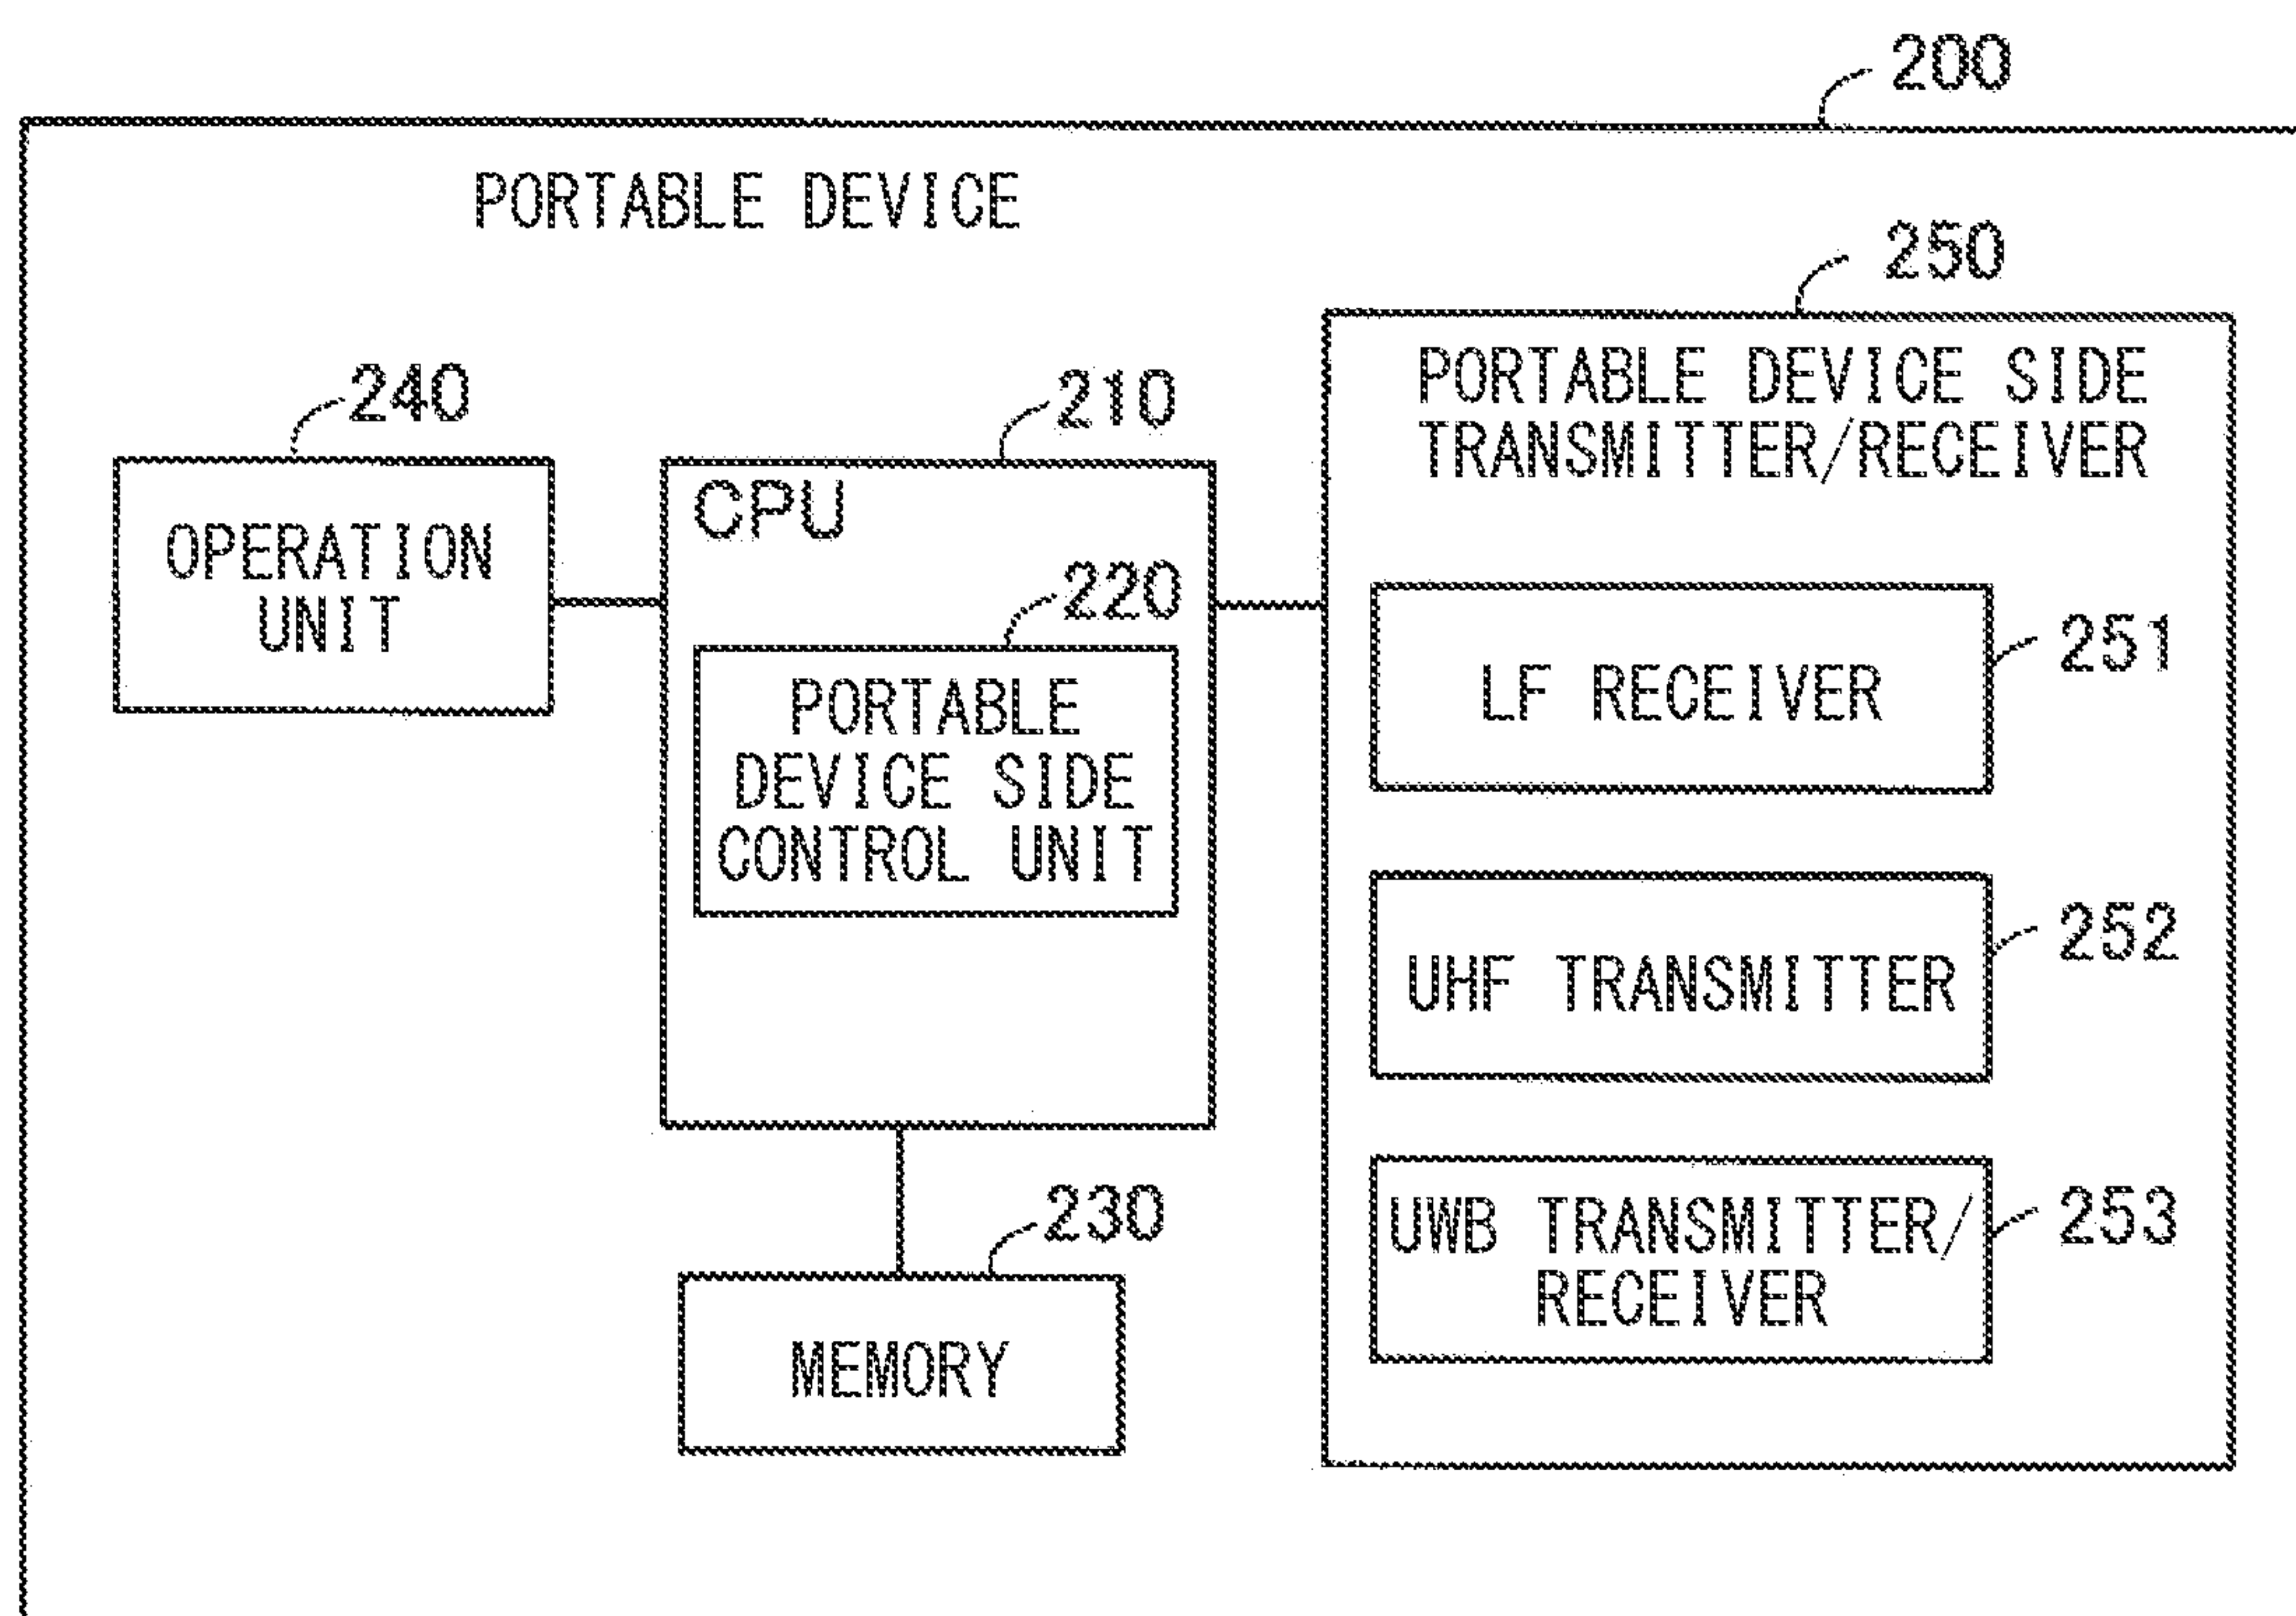 200
PORTABLE DEVICE
250
PORTABLE DEVICE SIDE
TRANSMITTER/RECEIVER
240
OPERATION
UNIT
210
CPU
220
PORTABLE
DEVICE SIDE
CONTROL UNIT
251
LF RECEIVER
252
UHF TRANSMITTER
253
UWB TRANSMITTER/
RECEIVER
230
MEMORY